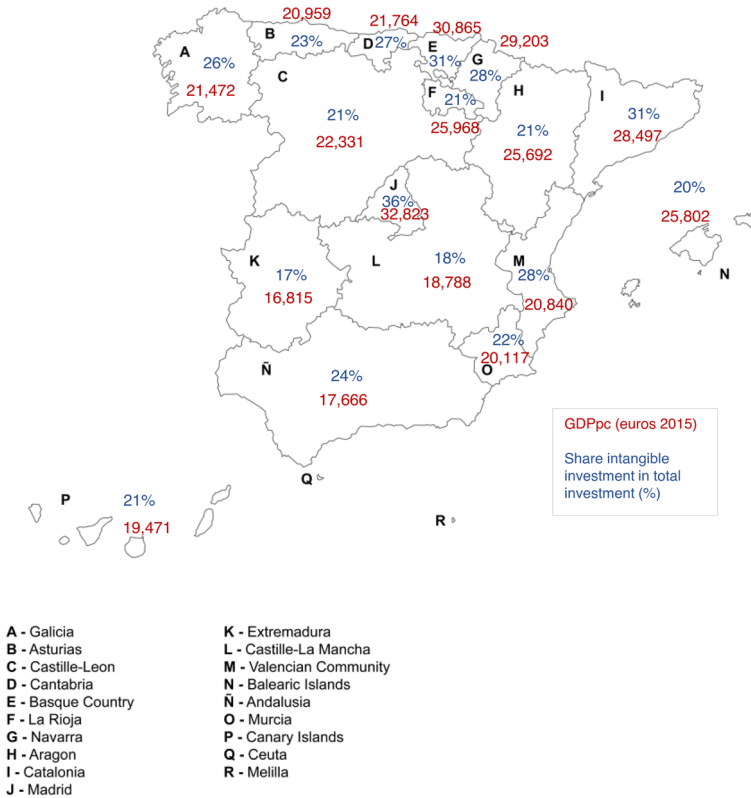 20,959
21,764
30,865
29,203
A
26%
21,472
B
23%
D
27%
E
31%
G
28%
C
21%
22,331
F
21%
25,968
H
21%
25,692
I
31%
28,497
J
36%
32,823
20%
25,802
N
K
17%
16,815
L
18%
18,788
M
28%
20,840
22%
20,117
O
Ñ
24%
17,666
GDPpc (euros 2015)
Share intangible
investment in total
investment (%)
Q
P
21%
19,471
R
A - Galicia
B - Asturias
C - Castille-Leon
D - Cantabria
E - Basque Country
F - La Rioja
G - Navarra
H - Aragon
I - Catalonia
J - Madrid
K - Extremadura
L - Castille-La Mancha
M - Valencian Community
N - Balearic Islands
Ñ - Andalusia
O - Murcia
P - Canary Islands
Q - Ceuta
R - Melilla